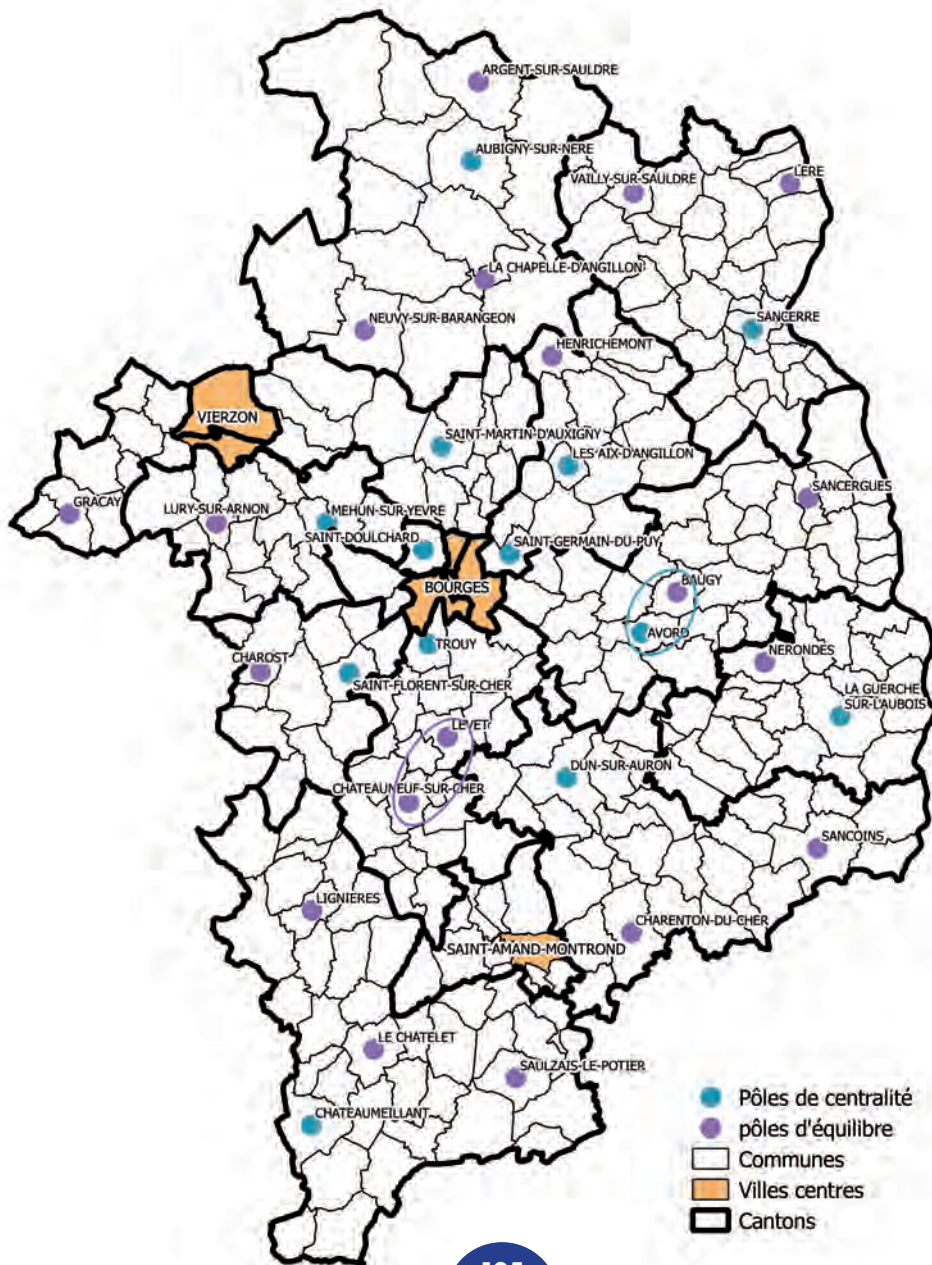 ARGENT-SUR-SAULDRE
AUBIGNY-SUR-NERE
VAILLY-SUR-SAULDRE
LERE
LA CHAPELLE-D'ANGILLON
NEUVY-SUR-BARANGEON
SANCERRE
HENRICHEMONT
VIERZON
SAINT-MARTIN-D'AUXIGNY
LES AIX-D'ANGILLON
GRACAY
LURY-SUR-ARNON
MEHUN-SUR-YEVRE
SANCERGUES
SAINT-DOULCHARD
SAINT-GERMAIN-DU-PUY
BOURGES
BAUGY
AVORD
TROUY
CHAROST
SAINT-FLORENT-SUR-CHER
NERONDES
LA GUERCHE
SUR-L'AUBOIS
LEVET
DUN-SUR-AURON
CHATEAUNEUF-SUR-CHER
SANCOINS
LIGNIERES
CHARENTON-DU-CHER
SAINT-AMAND-MONTROND
LE CHATELET
SAULZAIS-LE-POTIER
CHATEAUMEILLANT
Pôles de centralité
pôles d'équilibre
Communes
Villes centres
Cantons